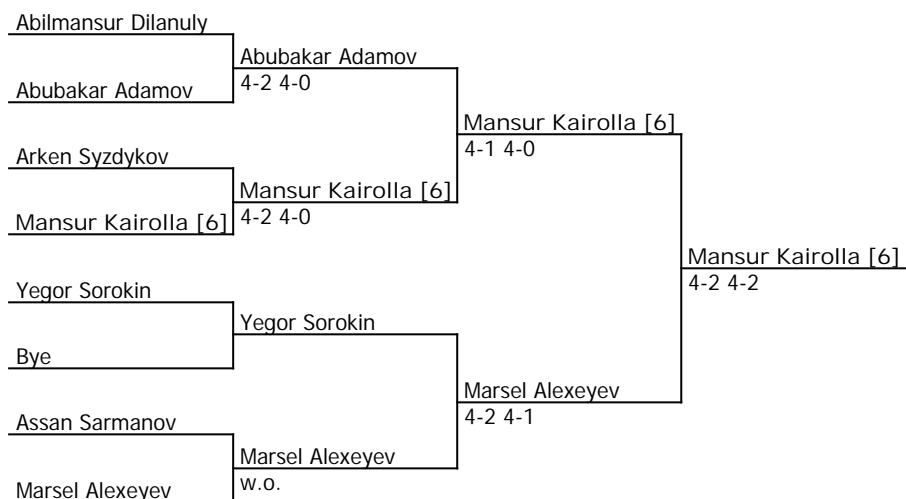 Abilmansur Dilanuly
Abubakar Adamov
4-2 4-0
Abubakar Adamov
Mansur Kairolla [6]
4-1 4-0
Arken Syzdykov
Mansur Kairolla [6]
4-2 4-0
Mansur Kairolla [6]
Mansur Kairolla [6]
4-2 4-2
Yegor Sorokin
Yegor Sorokin
Bye
Marsel Alexeyev
4-2 4-1
Assan Sarmanov
Marsel Alexeyev
w.o.
Marsel Alexeyev